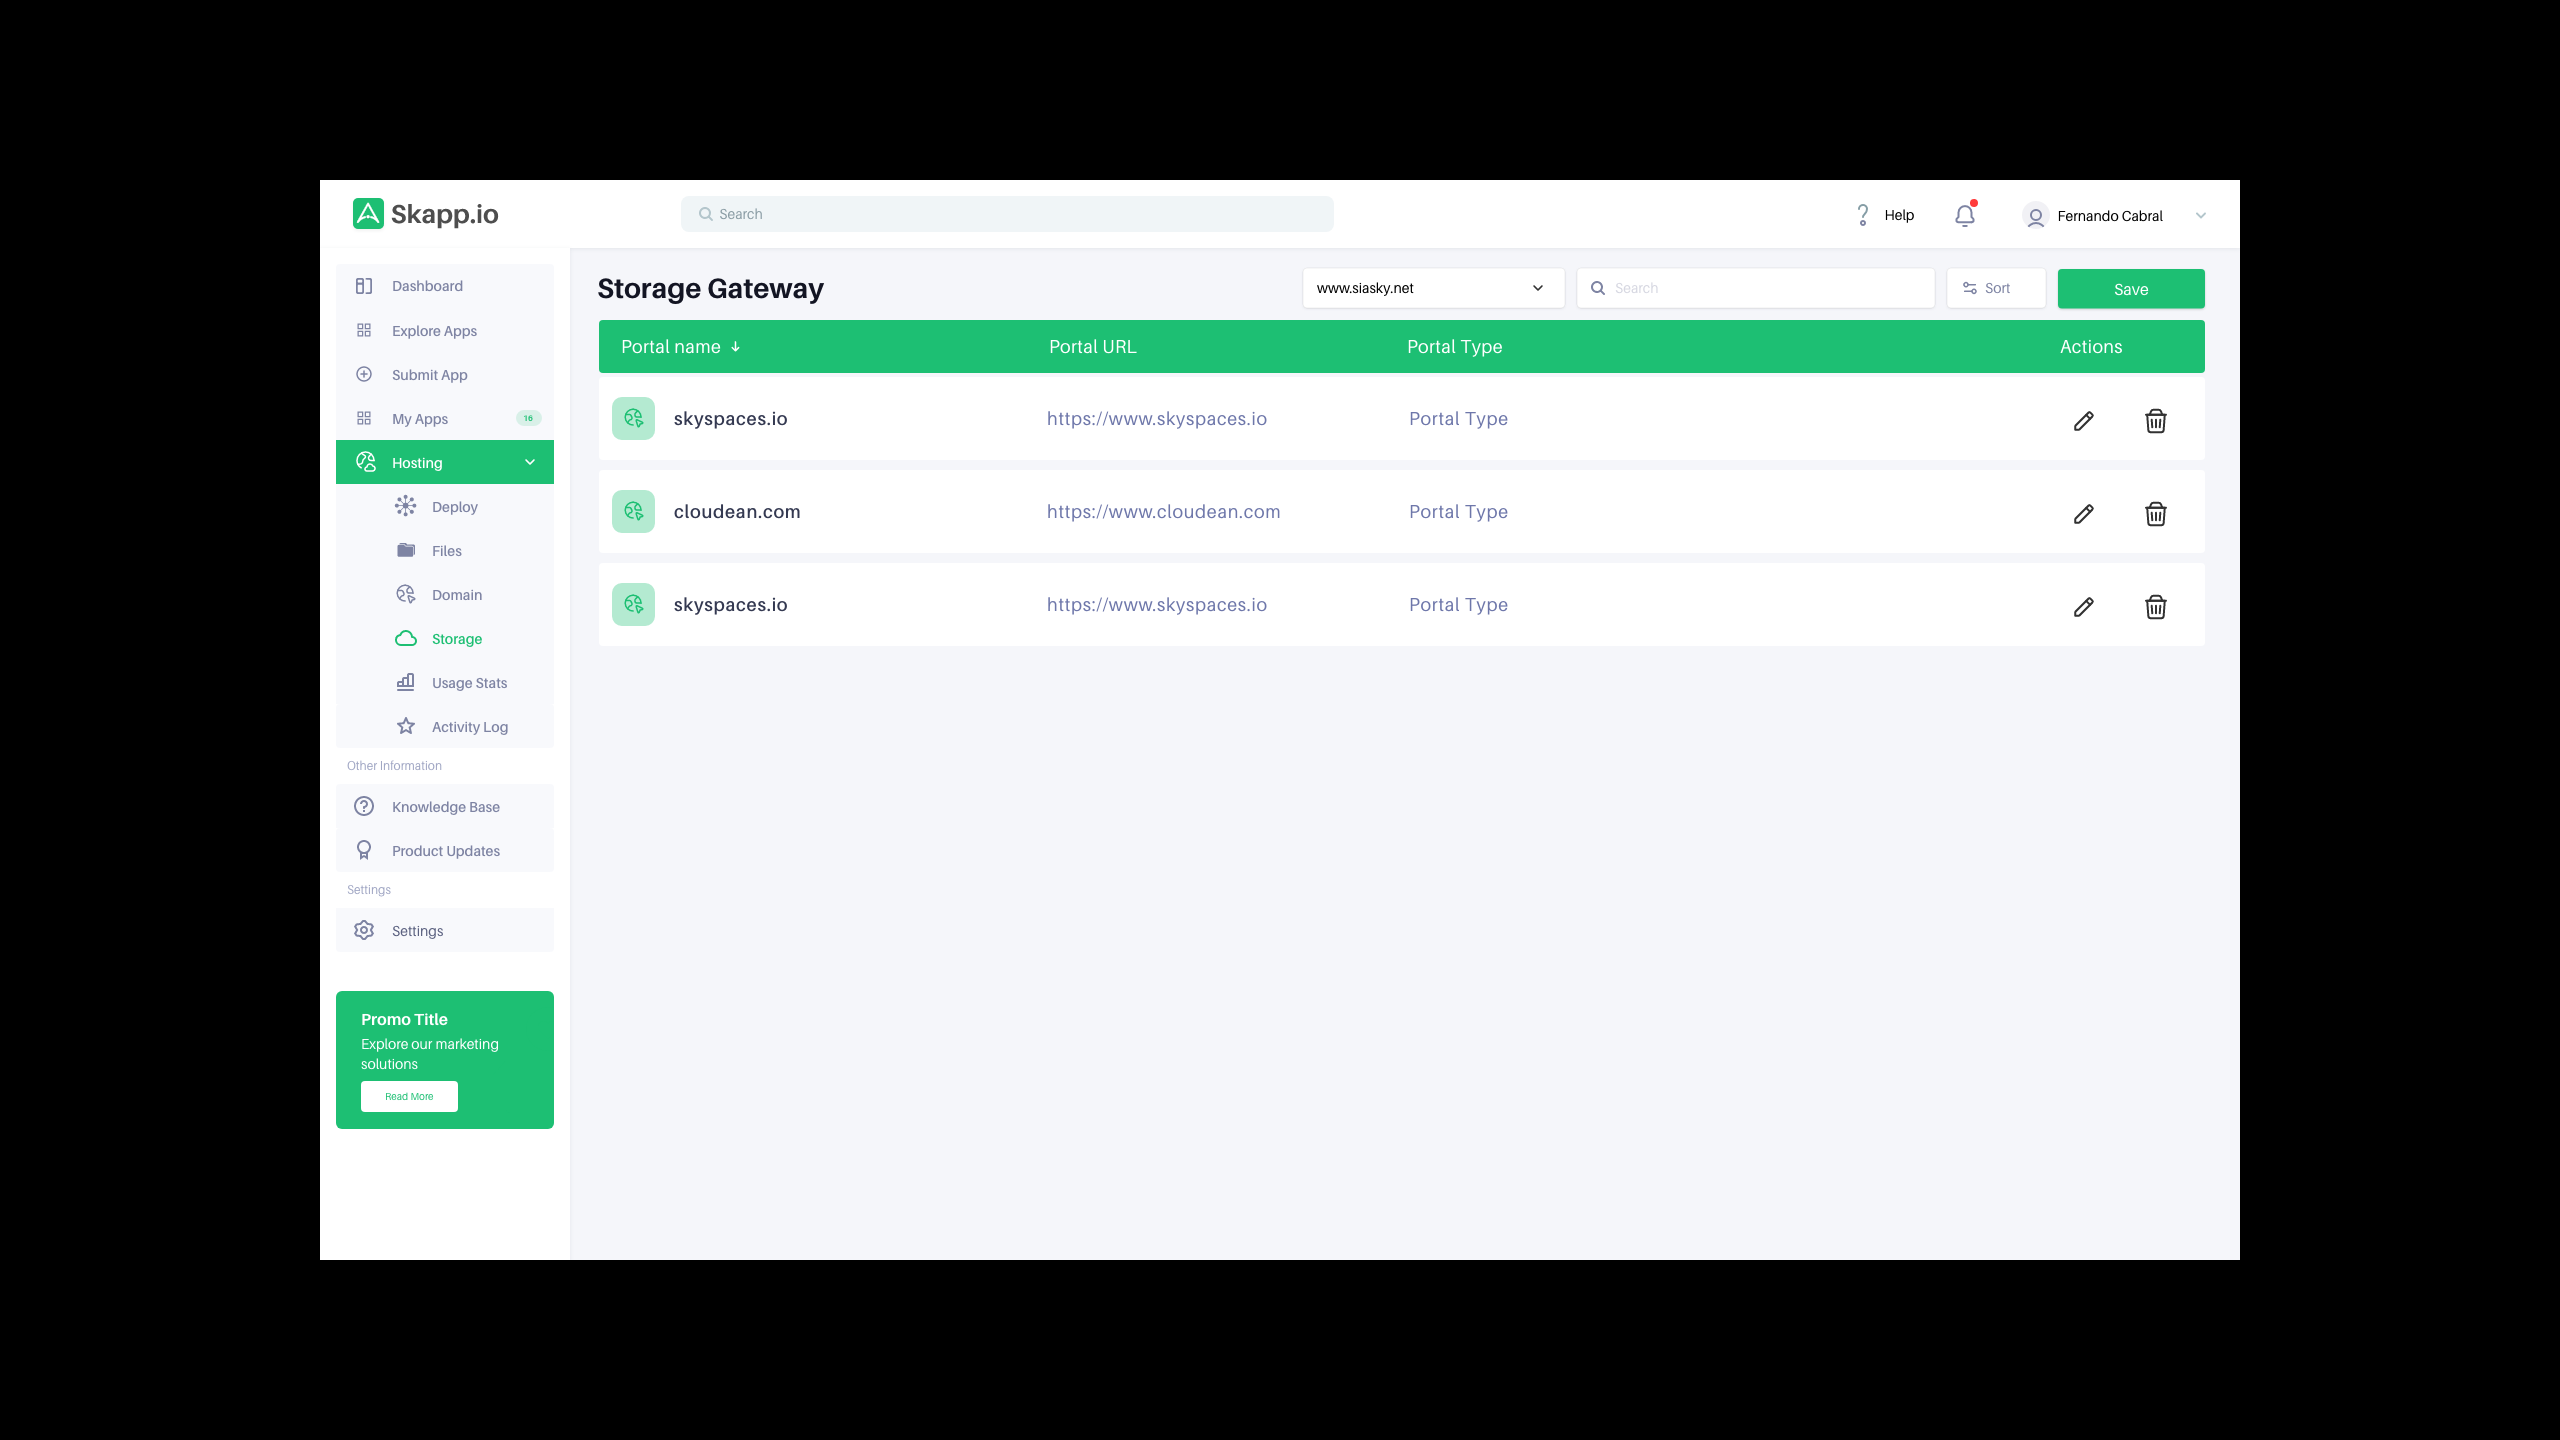 Skapp.io
Search
Help
Fernando Cabral
Dashboard
Explore Apps
Submit App
My Apps 16
Hosting
Deploy
Files
Domain
Storage
Usage Stats
Activity Log
Other Information
Knowledge Base
Product Updates
Settings
Settings
Promo Title
Explore our marketing
solutions
Read More
Storage Gateway
www.siasky.net
Search
Sort
Save
Portal name Portal URL Portal Type Actions
skyspaces.io https://www.skyspaces.io Portal Type
cloudean.com https://www.cloudean.com Portal Type
skyspaces.io https://www.skyspaces.io Portal Type